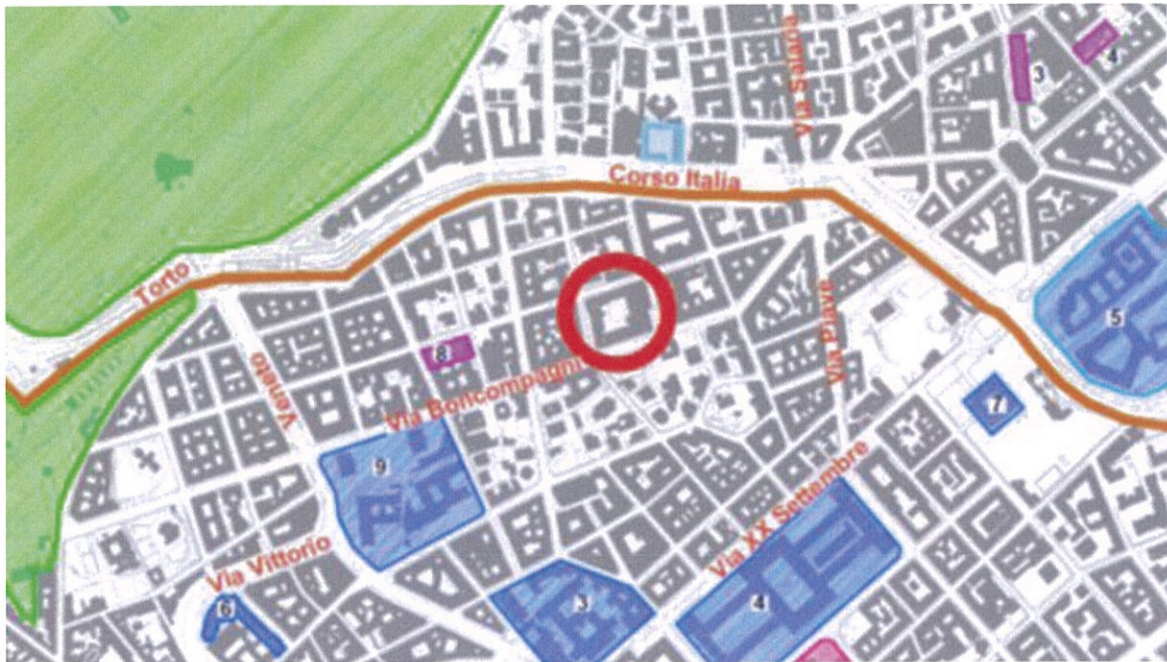 Via Salaria
3
4
Corso Italia
Torto
5
Via Piave
8
Via Boncompagni
Veneto
7
9
Via XX Settembre
Via Vittorio
6
3
4